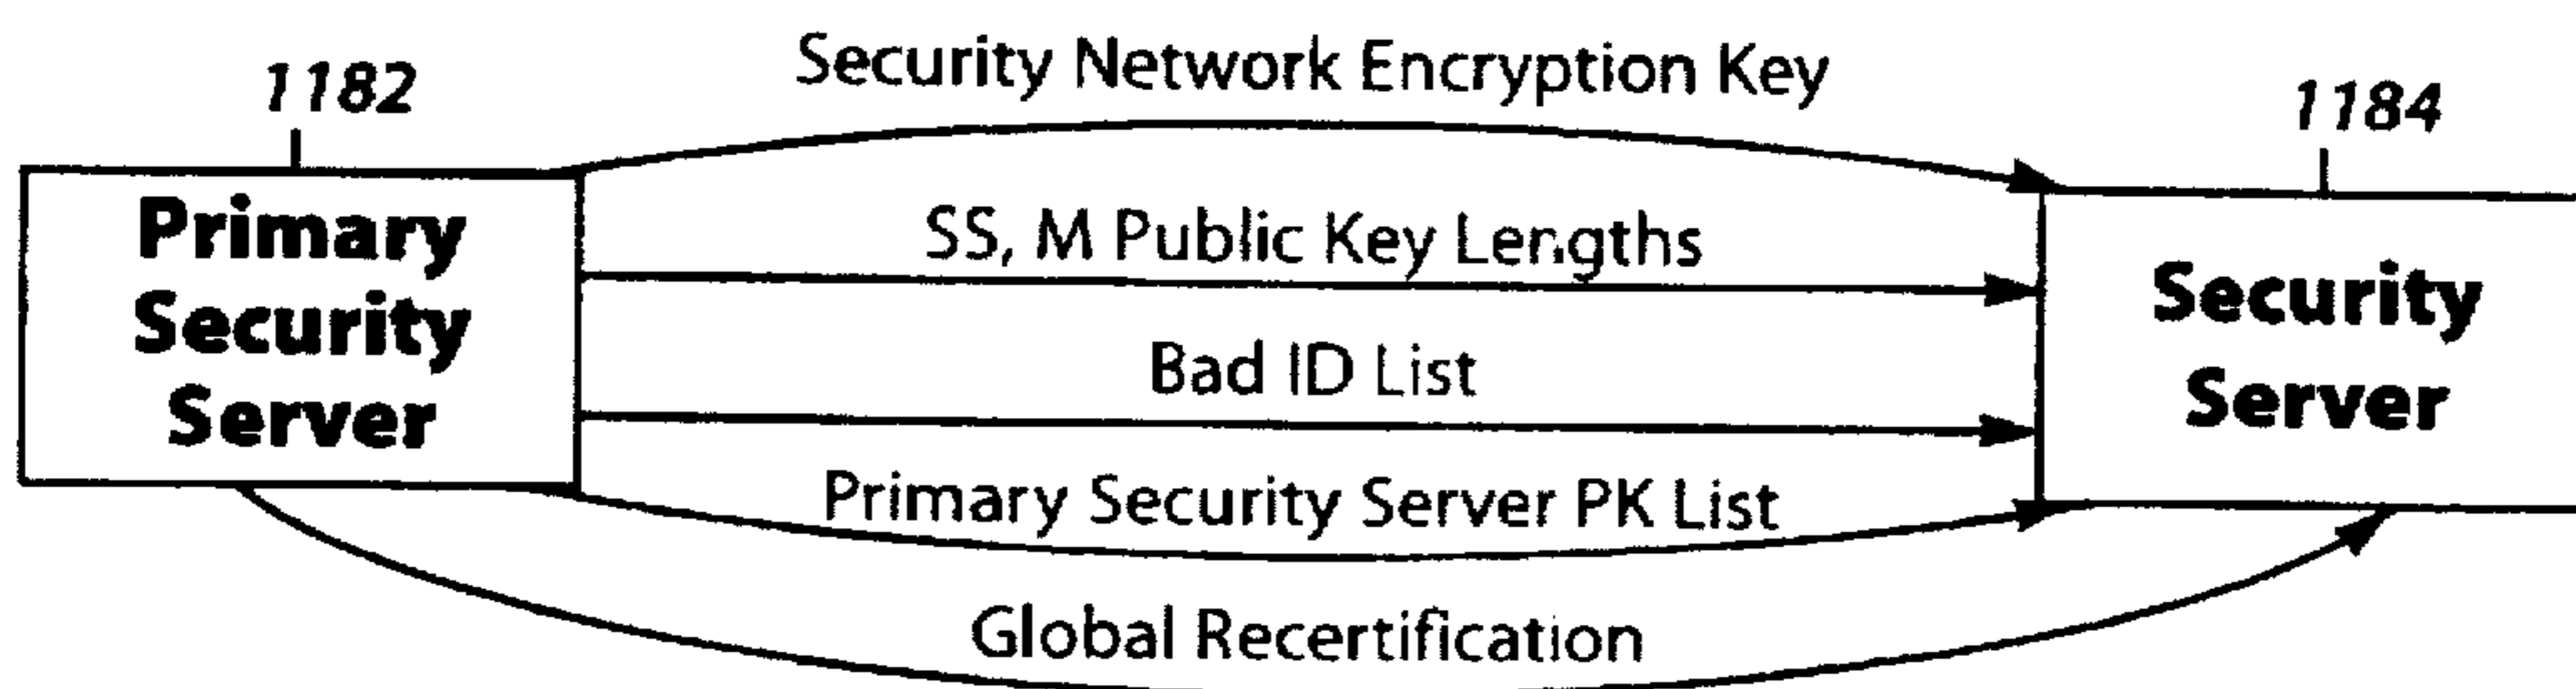 Security Network Encryption Key
1182
1184
Primary
Security
Server
SS, M Public Key Lengths
Bad ID List
Primary Security Server PK List
Global Recertification
Security
Server